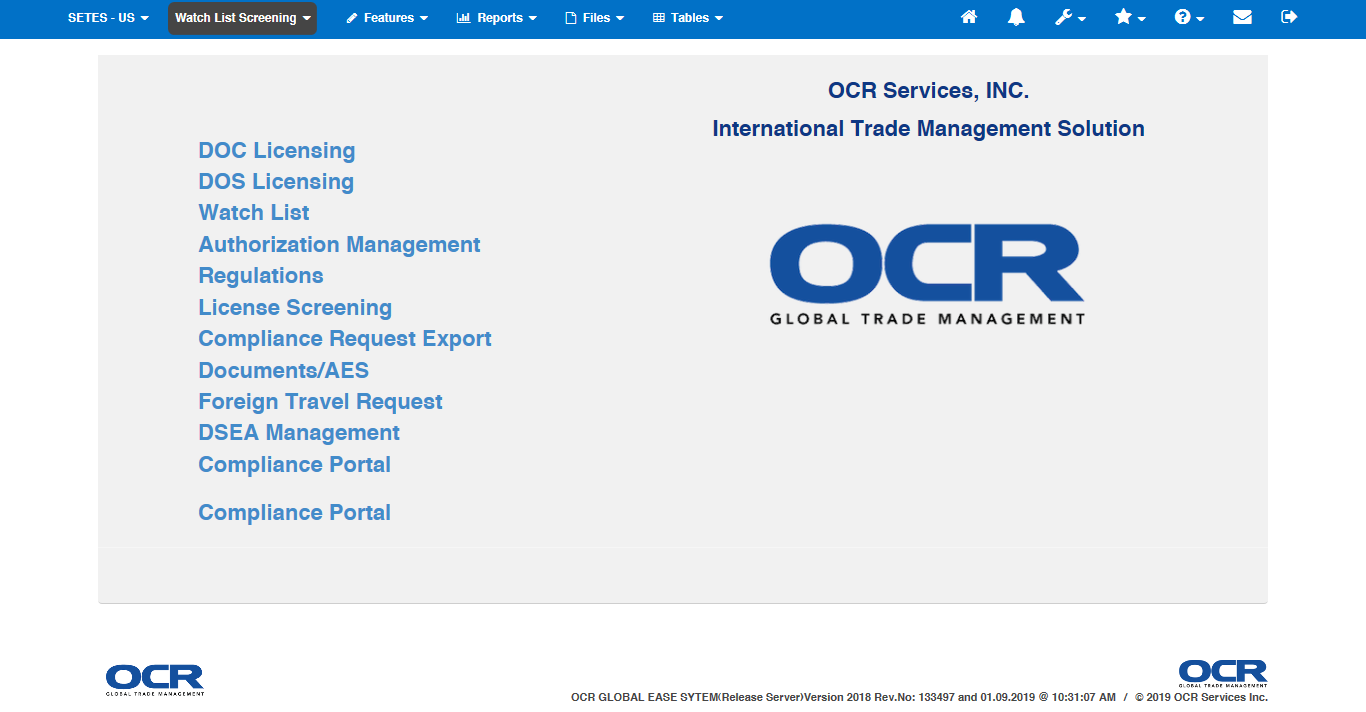 SETES - US
Watch List Screening
Features
Reports
Files
Tables
OCR Services, INC.
International Trade Management Solution
DOC Licensing
DOS Licensing
Watch List
Authorization Management
Regulations
License Screening
Compliance Request Export
Documents/AES
Foreign Travel Request
DSEA Management
Compliance Portal
Compliance Portal
OCR
GLOBAL TRADE MANAGEMENT
OCR
GLOBAL TRADE MANAGEMENT
OCR
GLOBAL TRADE MANAGEMENT
OCR GLOBAL EASE SYTEM(Release Server)Version 2018 Rev.No: 133497 and 01.09.2019 @ 10:31:07 AM / © 2019 OCR Services Inc.